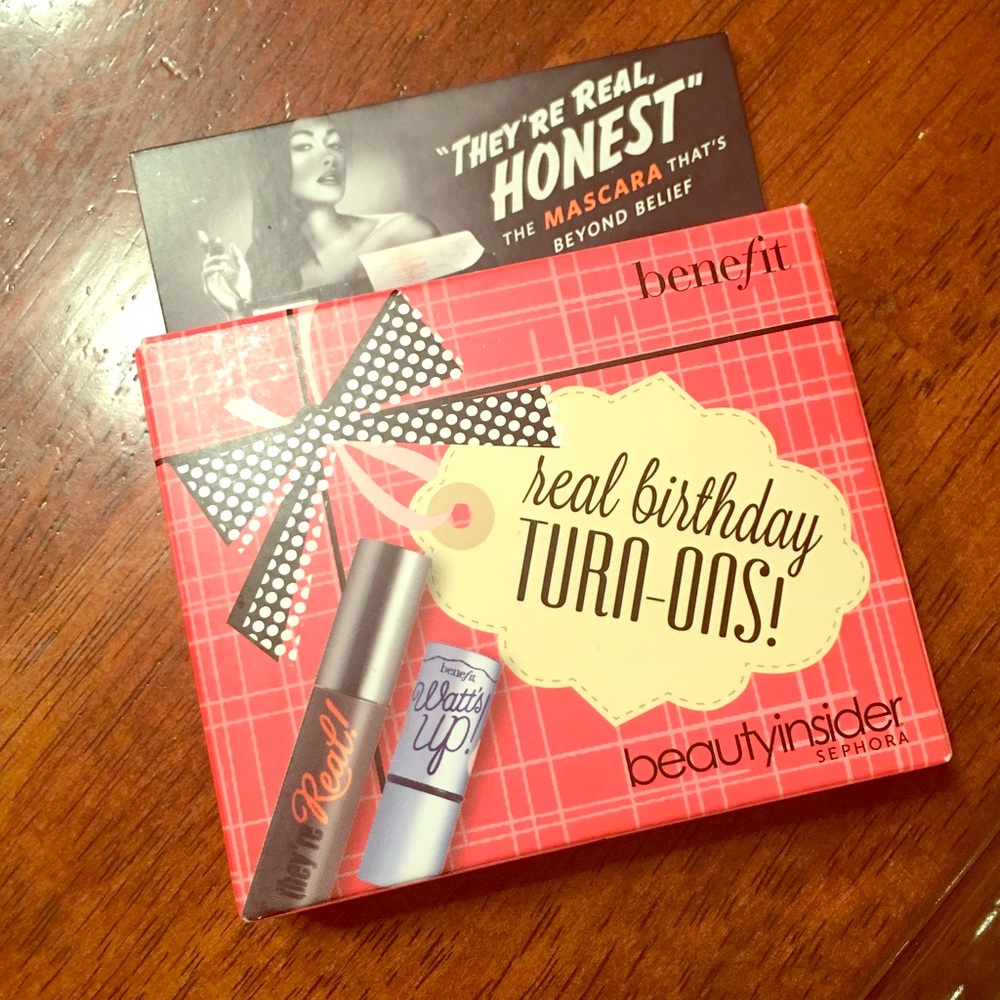 "THEY'RE REAL,
HONEST"
THE MASCARA THAT'S
BEYOND BELIEF
benefit
real birthday
TURN-ONS!
benefit
Watt's
up!
they're Real!
beautyinsider
SEPHORA